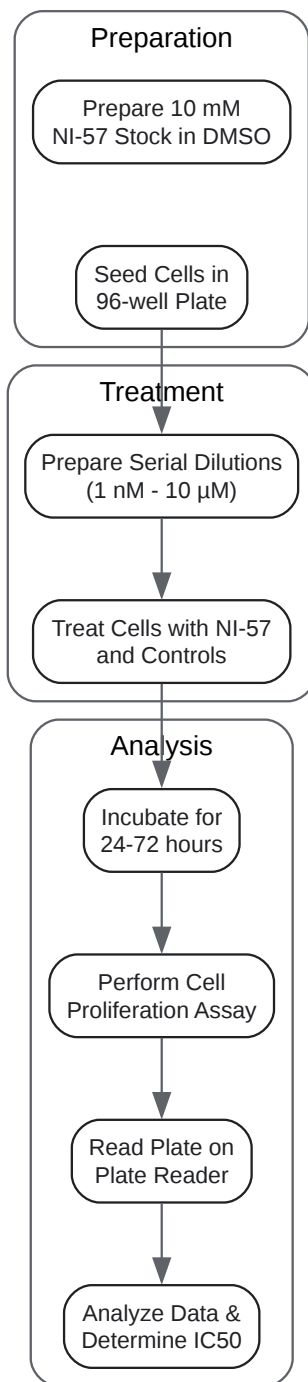 Preparation
Prepare 10 mM
NI-57 Stock in DMSO
Seed Cells in
96-well Plate
Treatment
Prepare Serial Dilutions
(1 nM - 10 µM)
Treat Cells with NI-57
and Controls
Analysis
Incubate for
24-72 hours
Perform Cell
Proliferation Assay
Read Plate on
Plate Reader
Analyze Data &
Determine IC50